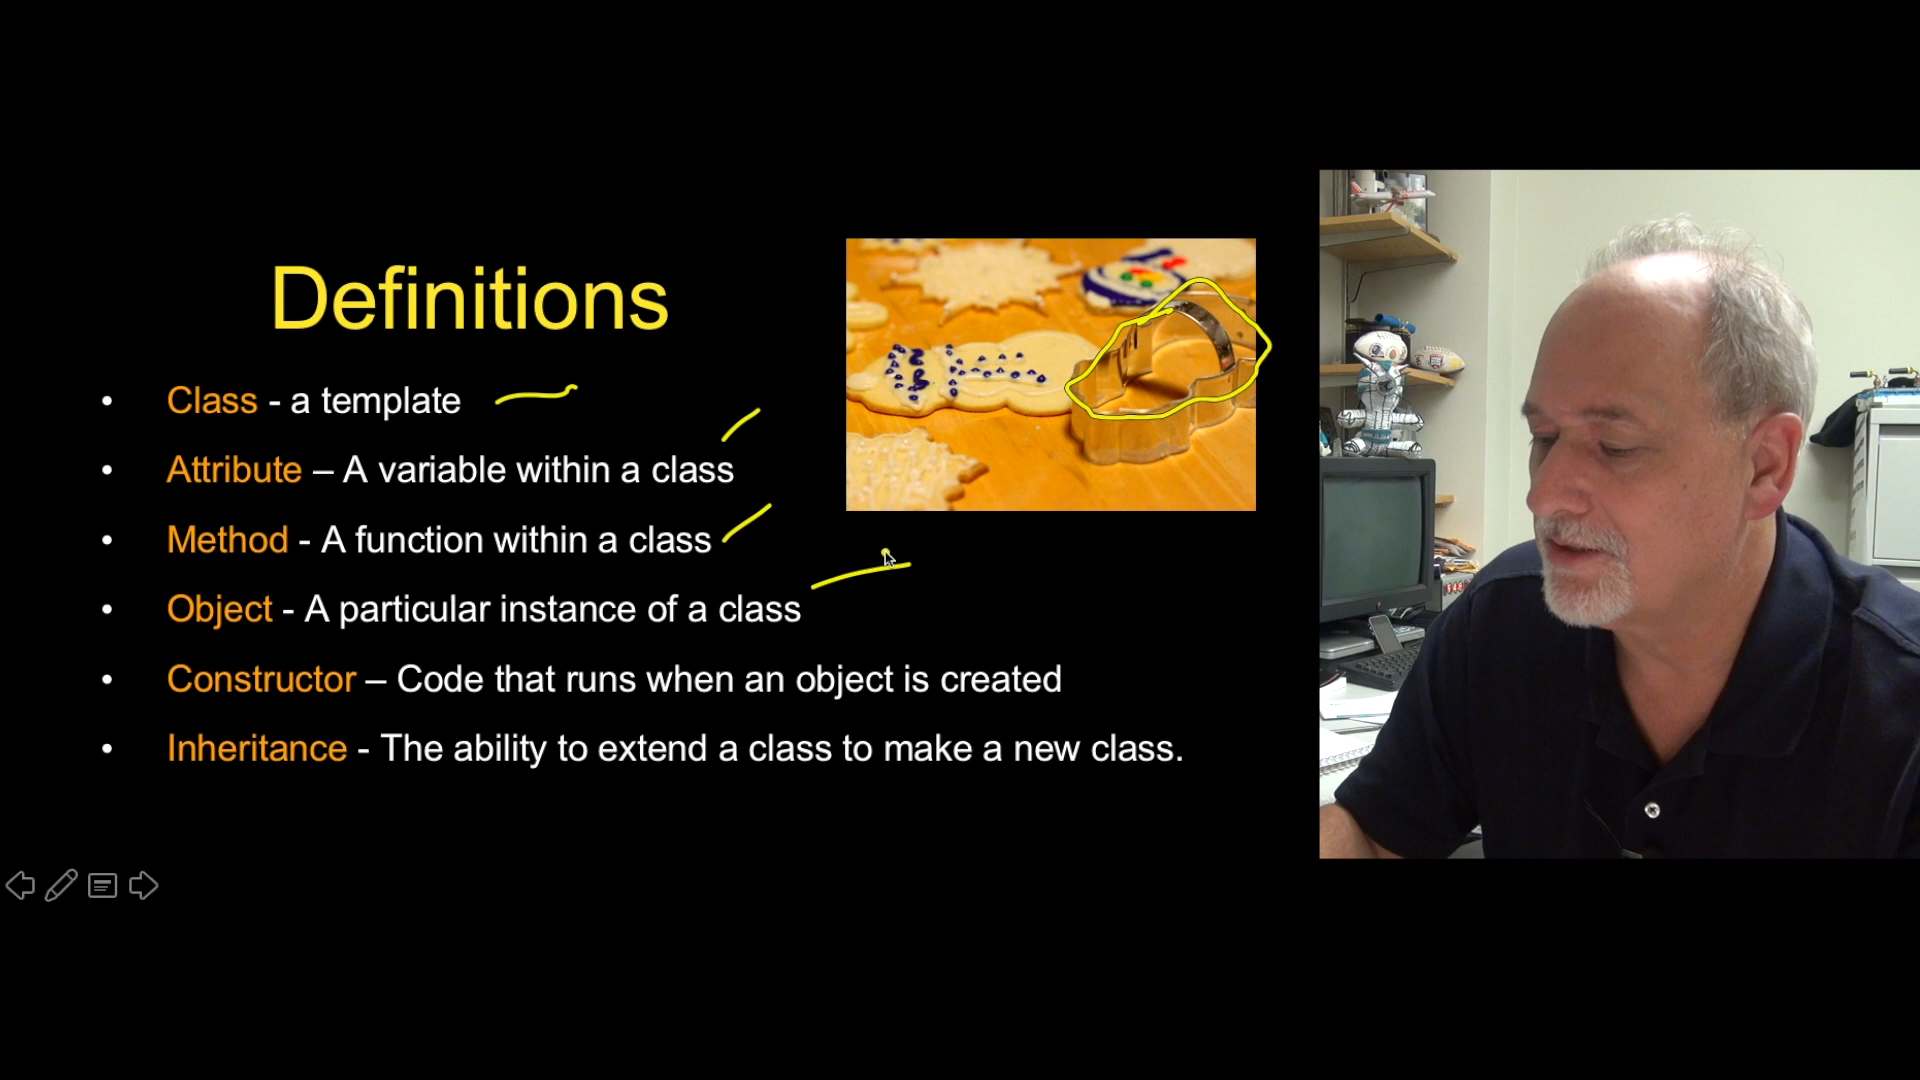 Definitions
• Class - a template
• Attribute – A variable within a class
• Method - A function within a class
• Object - A particular instance of a class
• Constructor – Code that runs when an object is created
• Inheritance - The ability to extend a class to make a new class.